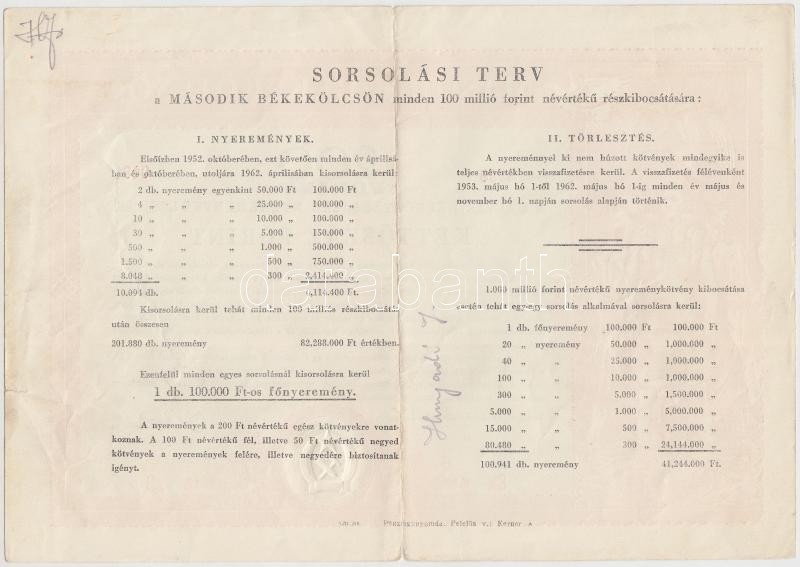 SORSOLÁSI TERV
a MÁSODIK BÉKEKÖLCSÖN minden 100 millió forint névértékű részkibocsátására:
I. NYEREMÉNYEK.
Elsőízben 1952. októberében, ezt követően minden év áprilisá-
ban és októberében, utoljára 1962. áprilisában kisorsolásra kerül:
2 db. nyeremény egyenkint 50.000 Ft 100.000 Ft
4 „ „ „ 25.000 „ 100.000 „
10 „ „ „ 10.000 „ 100.000 „
30 „ „ „ 5.000 „ 150.000 „
500 „ „ „ 1.000 „ 500.000 „
1.500 „ „ „ 500 „ 750.000 „
8.048 „ „ „ 300 „ 2,414.400 „
10.094 db. 4,114.400 Ft.
Kisorsolásra kerül tehát minden 100 milliós részkibocsátás
után összesen
201.880 db. nyeremény 82,288.000 Ft értékben.
Ezenfelül minden egyes sorsolásnál kisorsolásra kerül
1 db. 100.000 Ft-os főnyeremény.
A nyeremények a 200 Ft névértékű egész kötvényekre vonat-
koznak. A 100 Ft névértékű fél, illetve 50 Ft névértékű negyed
kötvények a nyeremények felére, illetve negyedére biztosítanak
igényt.
II. TÖRLESZTÉS.
A nyereménnyel ki nem húzott kötvények mindegyike is
teljes névértékben visszafizetésre kerül. A visszafizetés félévenként
1953. május hó 1-től 1962. május hó 1-ig minden év május és
november hó 1. napján sorsolás alapján történik.
1.000 millió forint névértékű nyereménykötvény kibocsátása
esetén tehát egy-egy sorsolás alkalmával sorsolásra kerül:
1 db. főnyeremény 100.000 Ft 100.000 Ft
20 „ nyeremény 50.000 „ 1,000.000 „
40 „ „ 25.000 „ 1,000.000 „
100 „ „ 10.000 „ 1,000.000 „
300 „ „ 5.000 „ 1,500.000 „
5.000 „ „ 1.000 „ 5,000.000 „
15.000 „ „ 500 „ 7,500.000 „
80.480 „ „ 300 „ 24,144.000 „
100.941 db. nyeremény 41,244.000 Ft.
Hunyadi J.
Pénzjegynyomda. Felelős v.: Kerner A
darabanth